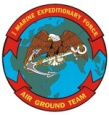 I MARINE EXPEDITIONARY FORCE
AIR GROUND TEAM